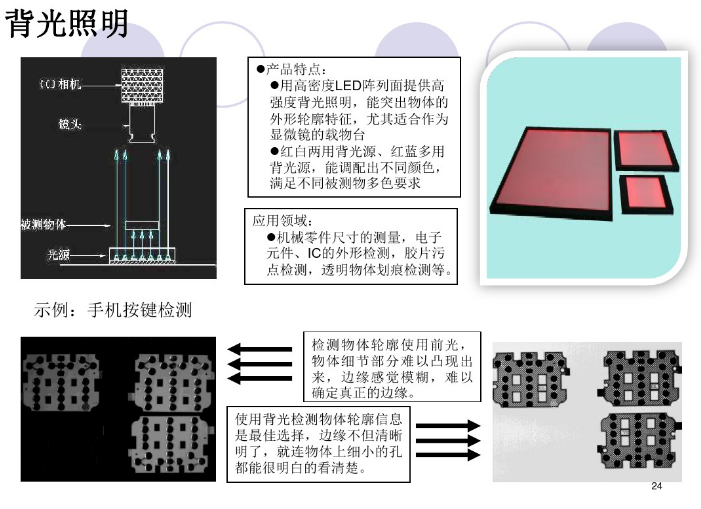 背光照明
相机
镜头
被测物体
光源
●产品特点：
●用高密度LED阵列面提供高
强度背光照明，能突出物体的
外形轮廓特征，尤其适合作为
显微镜的载物台
●红白两用背光源、红蓝多用
背光源，能调配出不同颜色，
满足不同被测物多色要求
应用领域：
●机械零件尺寸的测量，电子
元件、IC的外形检测，胶片污
点检测，透明物体划痕检测等。
示例：手机按键检测
检测物体轮廓使用前光，
物体细节部分难以凸现出
来，边缘感觉模糊，难以
确定真正的边缘。
使用背光检测物体轮廓信息
是最佳选择，边缘不但清晰
明了，就连物体上细小的孔
都能很明白的看清楚。
24